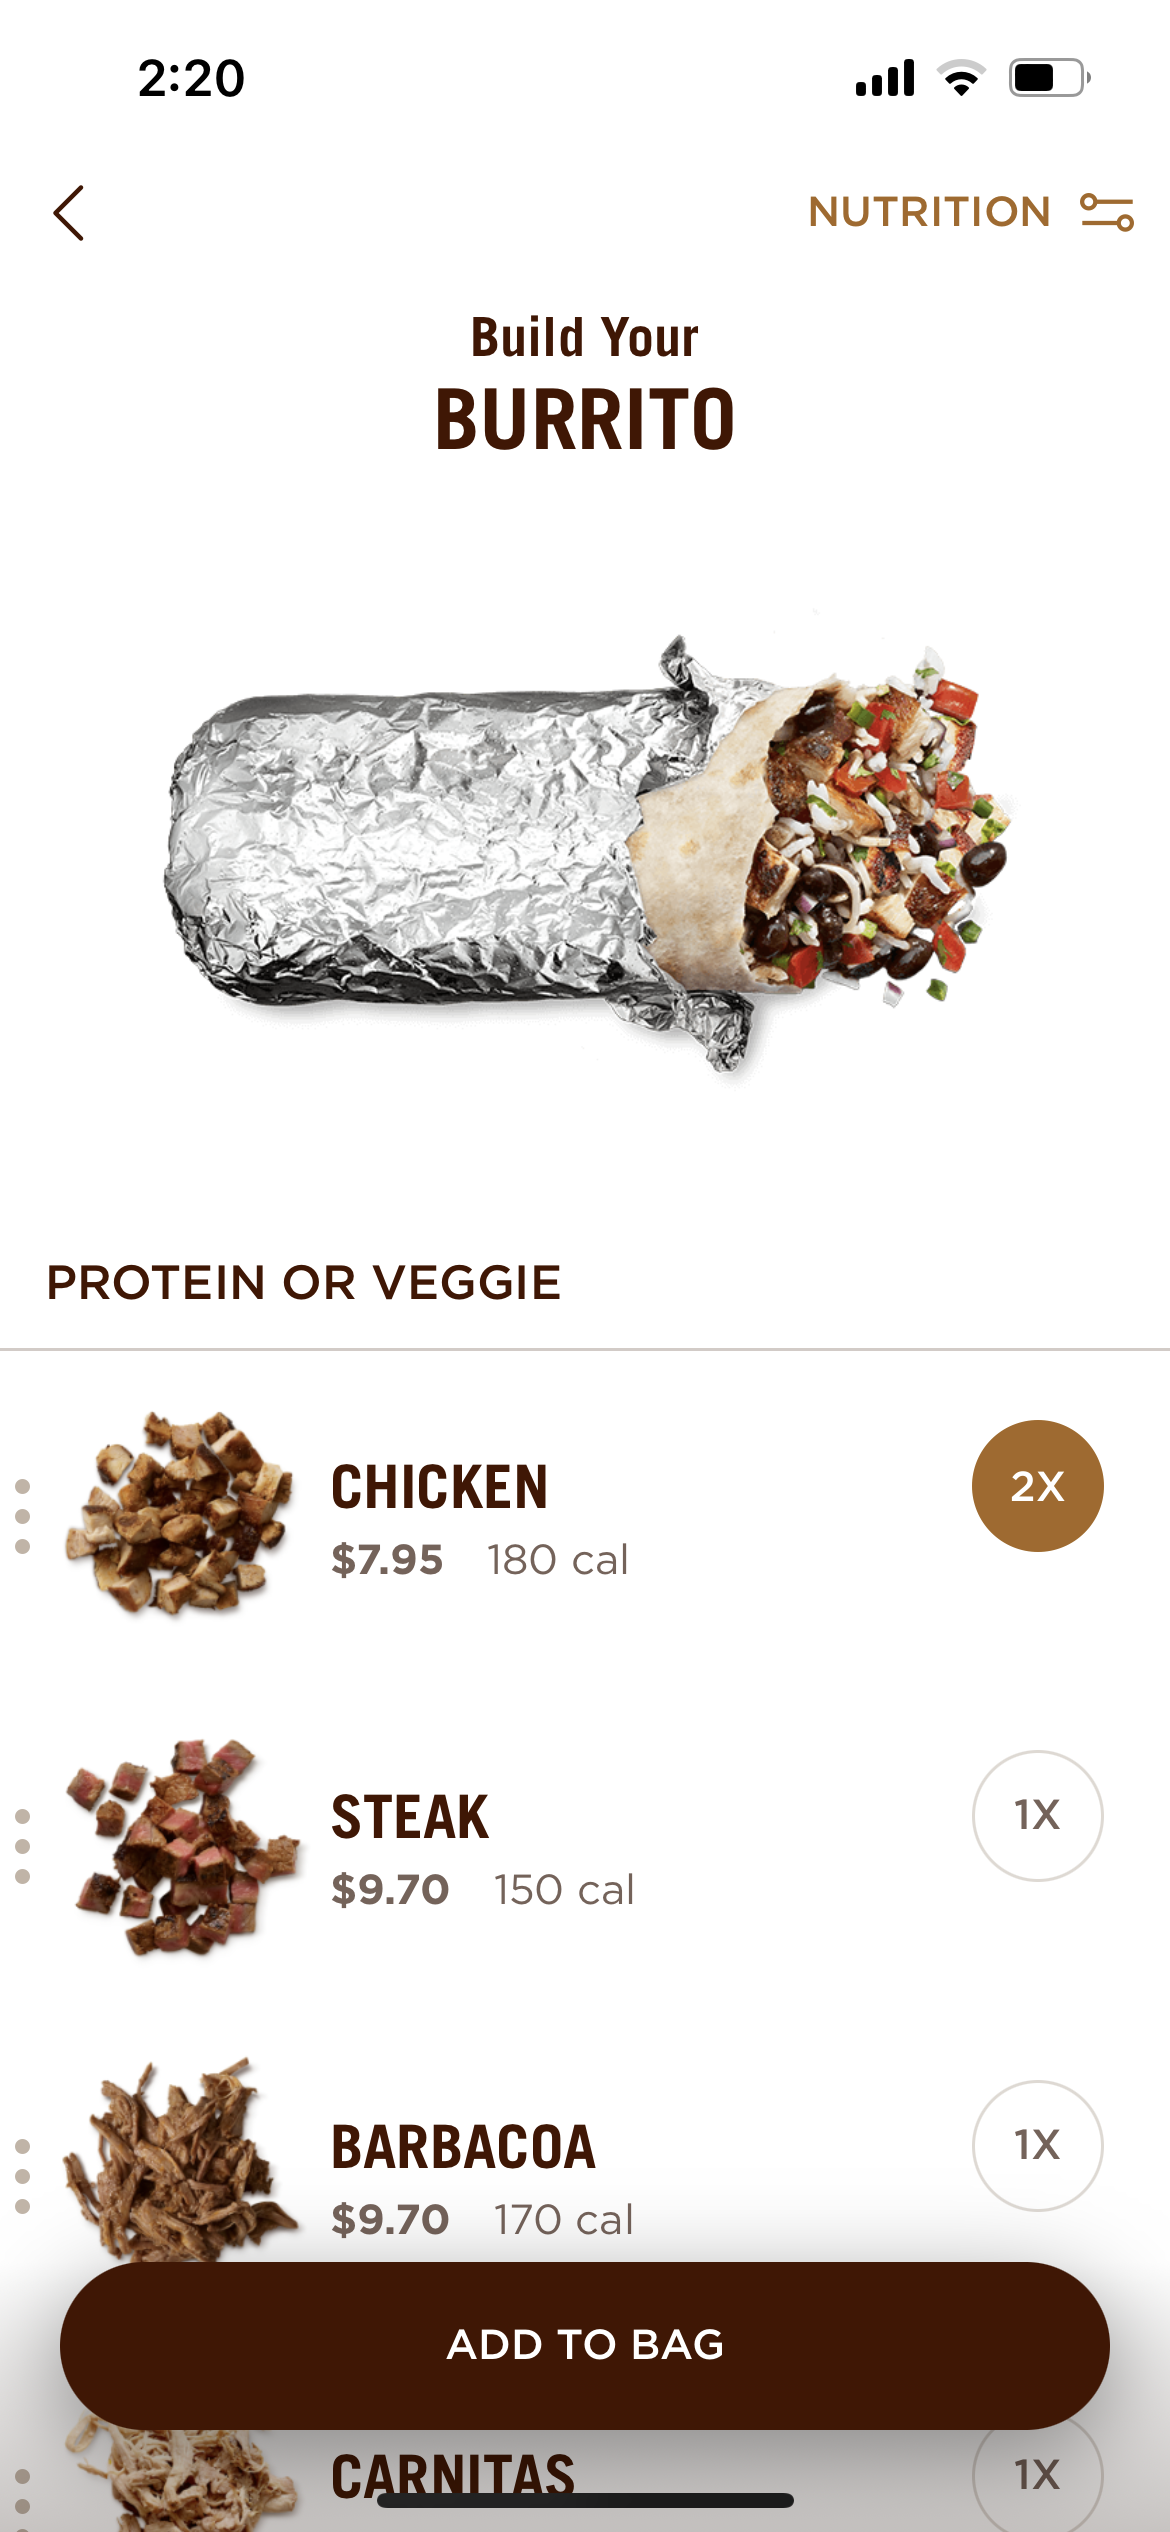 2:20
NUTRITION
Build Your
BURRITO
PROTEIN OR VEGGIE
CHICKEN
2X
$7.95 180 cal
STEAK
1X
$9.70 150 cal
BARBACOA
1X
$9.70 170 cal
ADD TO BAG
CARNITAS
1X